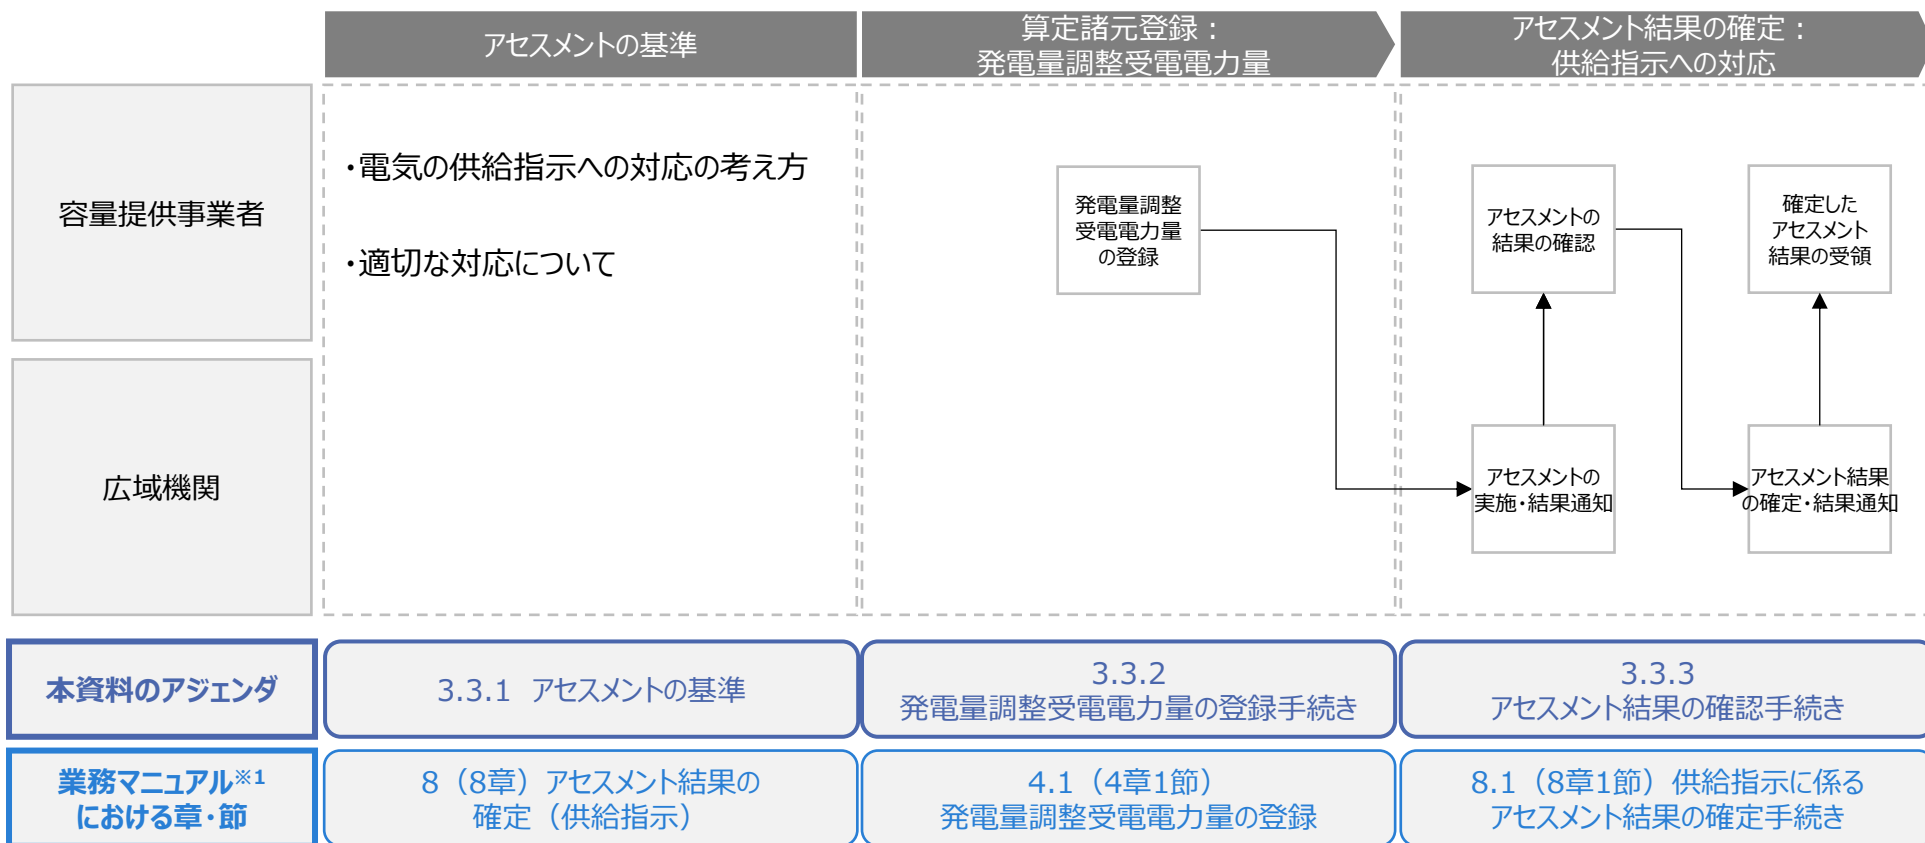 アセスメントの基準
算定諸元登録：
発電量調整受電電力量
アセスメント結果の確定：
供給指示への対応
容量提供事業者
・電気の供給指示への対応の考え方
・適切な対応について
発電量調整
受電電力量
の登録
アセスメントの
結果の確認
確定した
アセスメント
結果の受領
広域機関
アセスメントの
実施・結果通知
アセスメント結果
の確定・結果通知
本資料のアジェンダ
3.3.1 アセスメントの基準
3.3.2
発電量調整受電電力量の登録手続き
3.3.3
アセスメント結果の確認手続き
業務マニュアル※1
における章・節
8（8章）アセスメント結果の
確定（供給指示）
4.1（4章1節）
発電量調整受電電力量の登録
8.1（8章1節）供給指示に係る
アセスメント結果の確定手続き